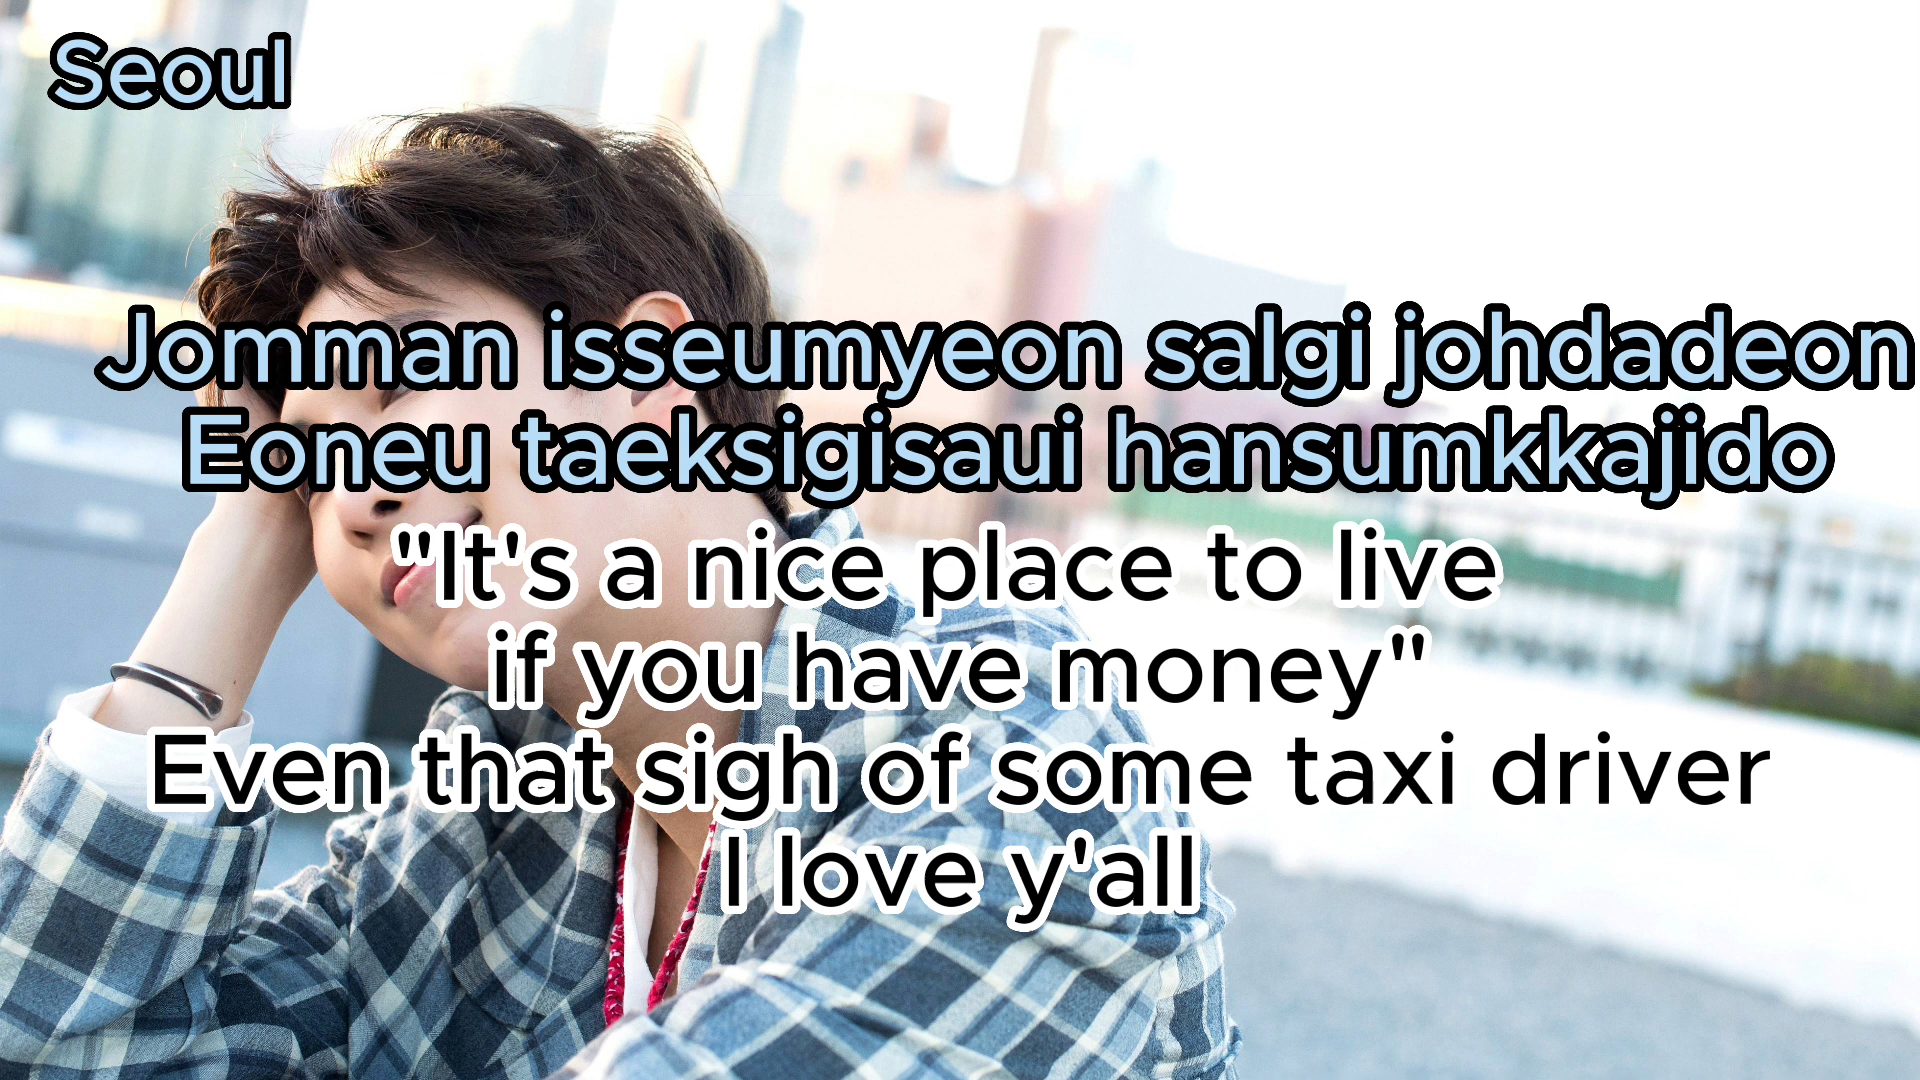 Seoul
Jomman isseumyeon salgi johdadeon
Eoneu taeksigisaui hansumkkajido
"It's a nice place to live
if you have money"
Even that sigh of some taxi driver
I love y'all